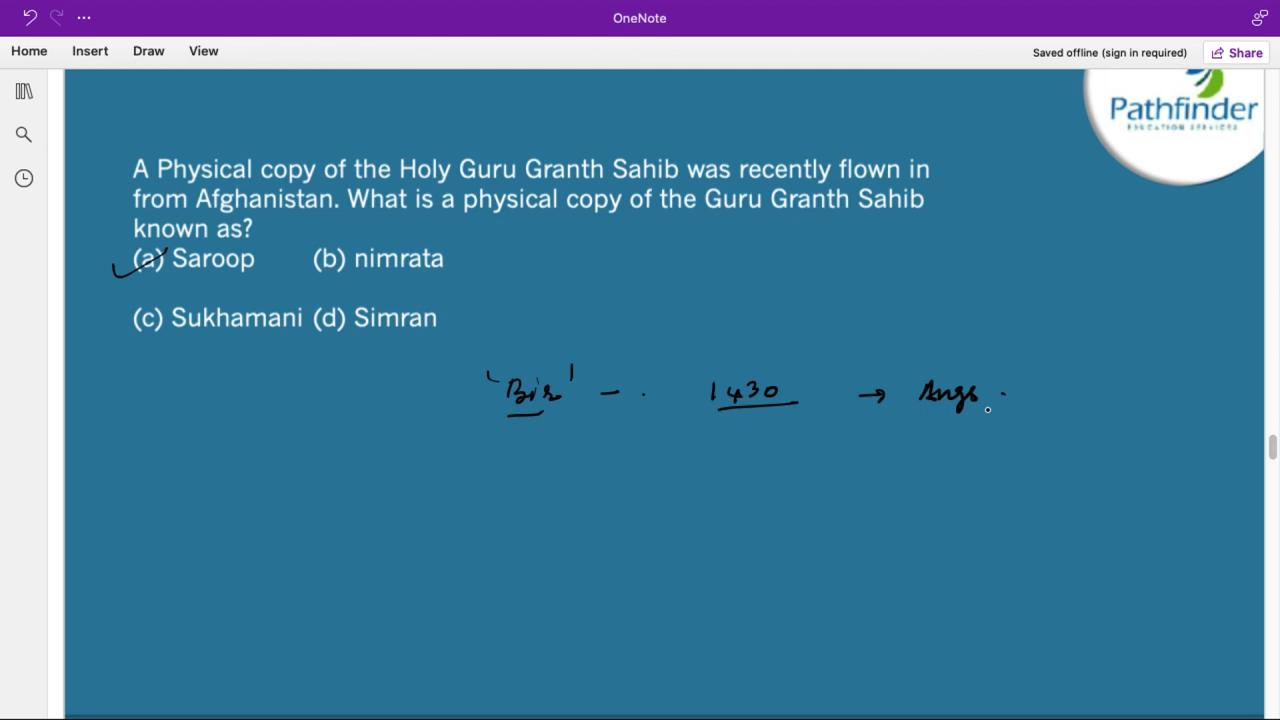 OneNote
Home Insert Draw View
Saved offline (sign in required) Share
Pathfinder
EDUCATION SERVICES
A Physical copy of the Holy Guru Granth Sahib was recently flown in
from Afghanistan. What is a physical copy of the Guru Granth Sahib
known as?
(a) Saroop (b) nimrata
(c) Sukhamani (d) Simran
'Bir' - 1430 → Angs